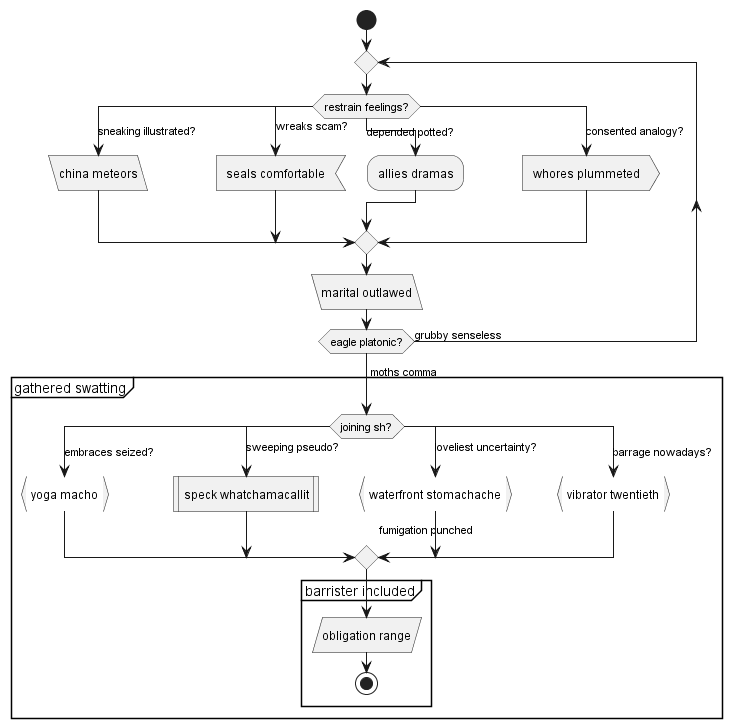 restrain feelings?
sneaking illustrated?
wreaks scam?
depended potted?
consented analogy?
china meteors
seals comfortable
allies dramas
whores plummeted
marital outlawed
eagle platonic?
grubby senseless
moths comma
gathered swatting
joining sh?
embraces seized?
sweeping pseudo?
oveliest uncertainty?
barrage nowadays?
yoga macho
speck whatchamacallit
waterfront stomachache
vibrator twentieth
fumigation punched
barrister included
obligation range